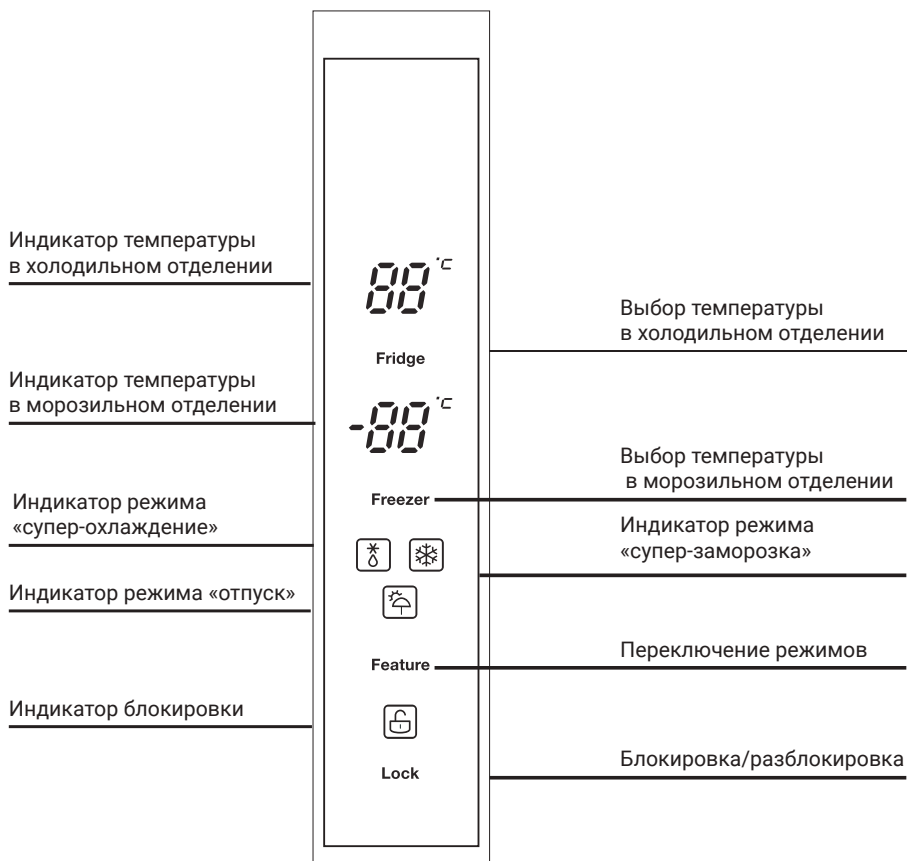 Индикатор температуры
в холодильном отделении
88 °C
Выбор температуры
в холодильном отделении
Fridge
Индикатор температуры
в морозильном отделении
-88 °C
Выбор температуры
в морозильном отделении
Freezer
Индикатор режима
«супер-охлаждение»
Индикатор режима
«супер-заморозка»
Индикатор режима «отпуск»
Переключение режимов
Feature
Индикатор блокировки
Блокировка/разблокировка
Lock